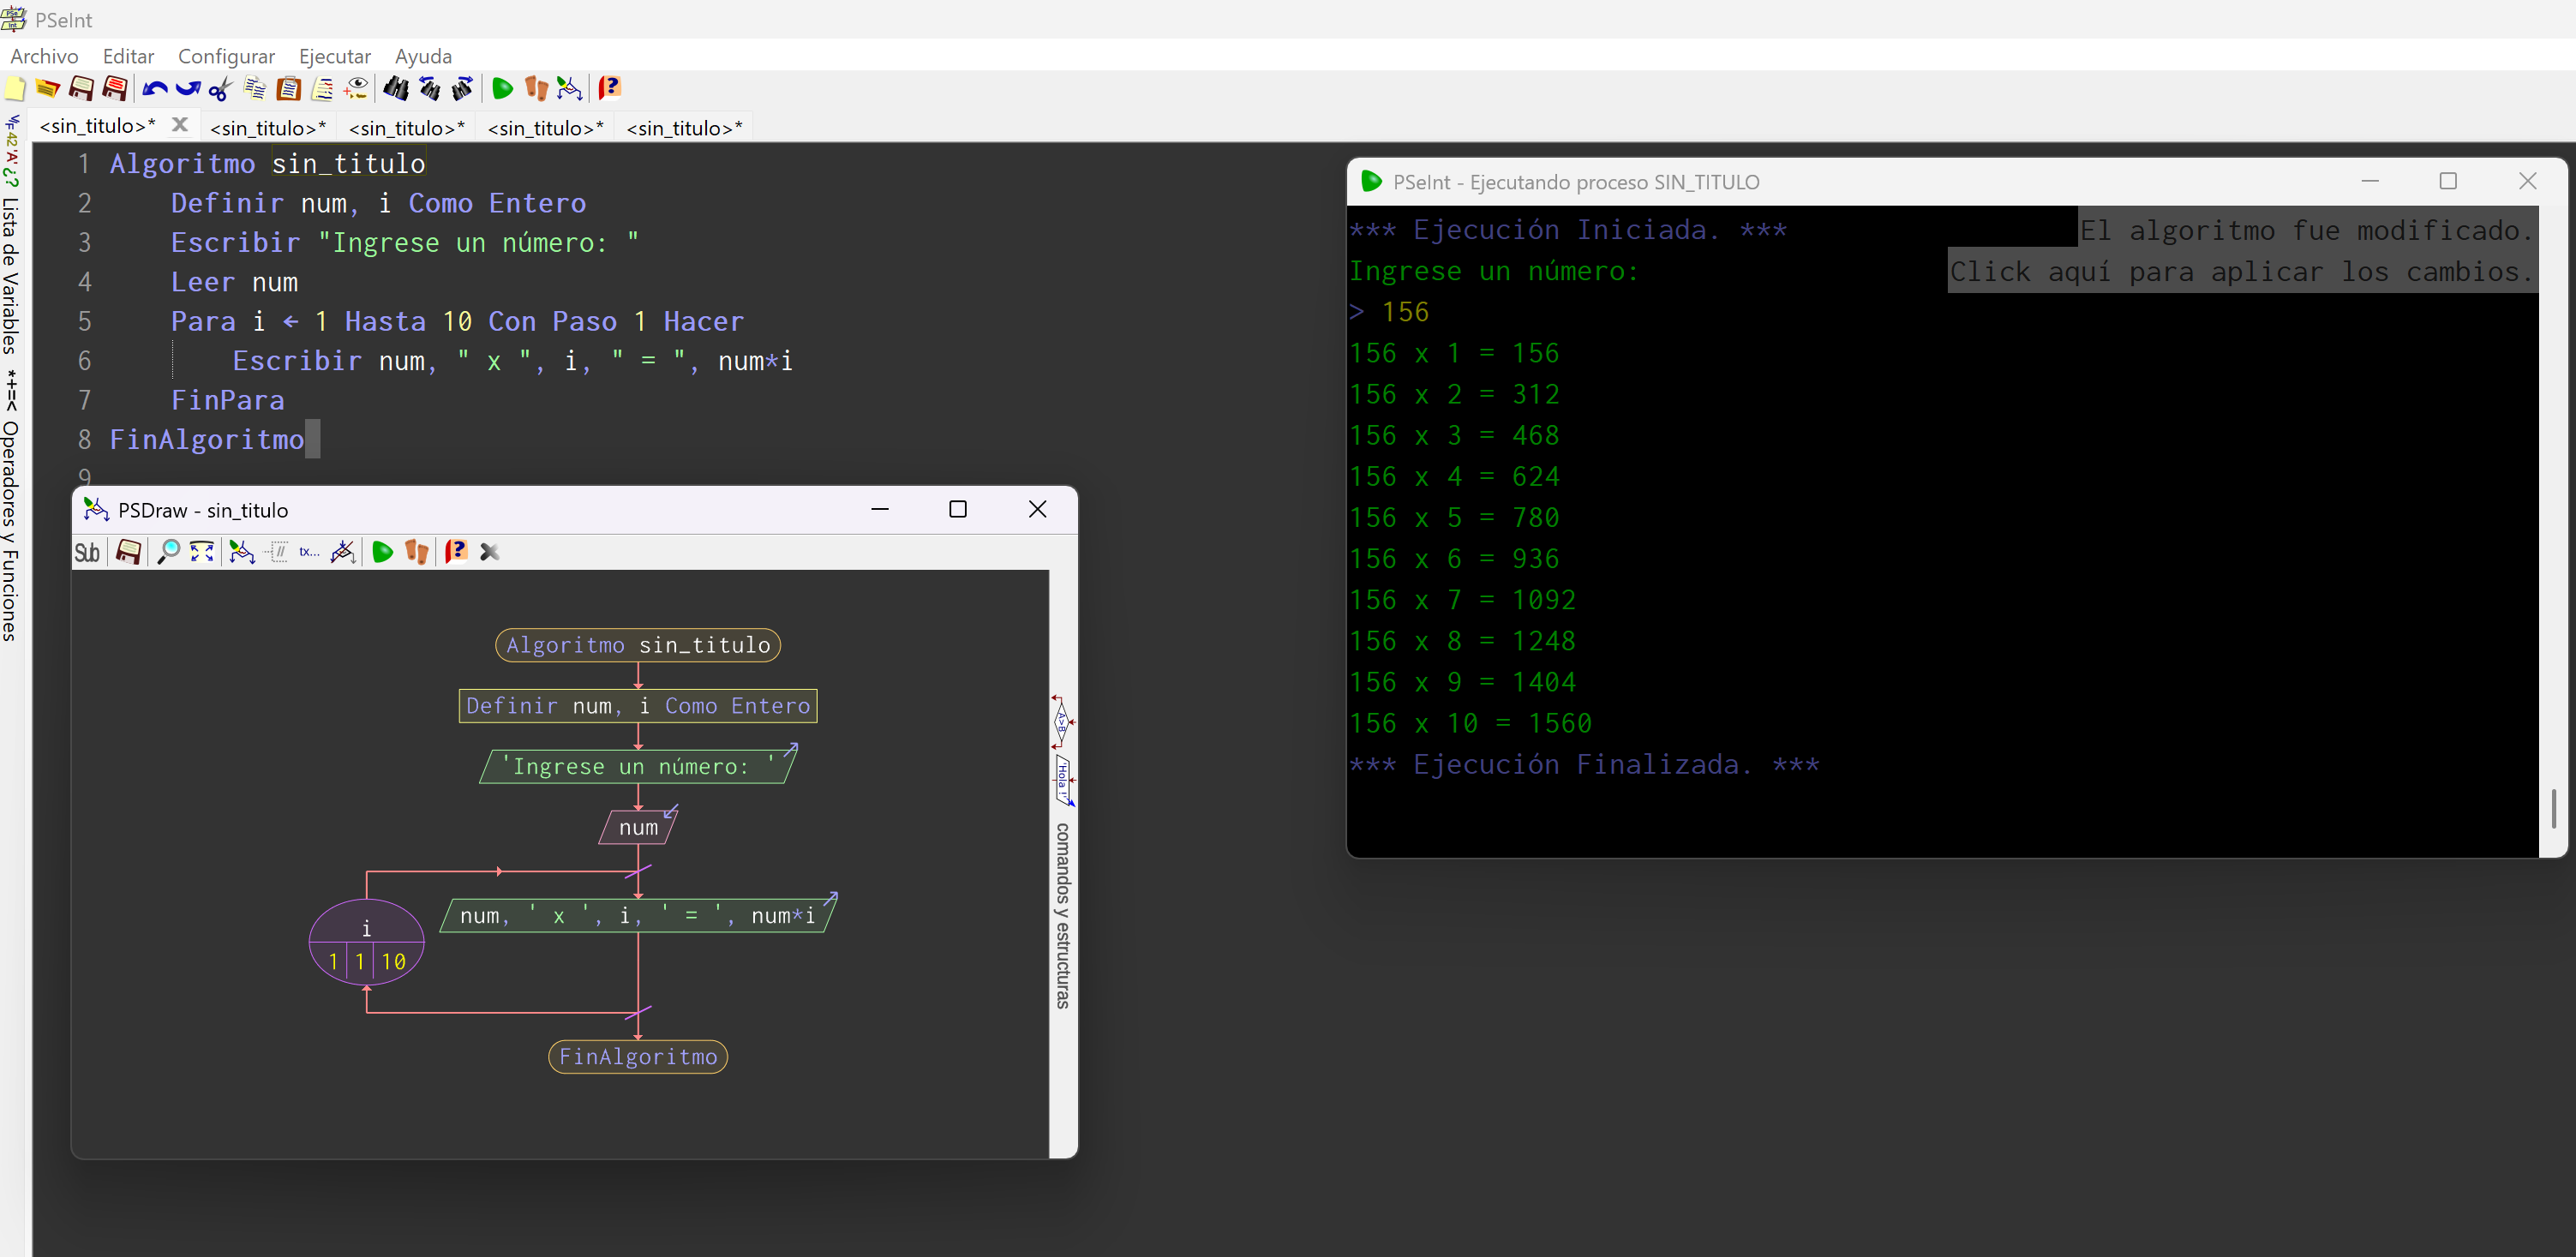 PSeInt
Archivo Editar Configurar Ejecutar Ayuda
<sin_titulo>* <sin_titulo>* <sin_titulo>* <sin_titulo>* <sin_titulo>*
Lista de Variables
*+=< Operadores y Funciones
1 Algoritmo sin_titulo
2 Definir num, i Como Entero
3 Escribir "Ingrese un número: "
4 Leer num
5 Para i ← 1 Hasta 10 Con Paso 1 Hacer
6 Escribir num, " x ", i, " = ", num*i
7 FinPara
8 FinAlgoritmo
9
PSDraw - sin_titulo
Sub
tx...
Algoritmo sin_titulo
Definir num, i Como Entero
'Ingrese un número: '
num
num, ' x ', i, ' = ', num*i
i
1 1 10
FinAlgoritmo
A>B
'Hola !'
comandos y estructuras
PSeInt - Ejecutando proceso SIN_TITULO
*** Ejecución Iniciada. ***
El algoritmo fue modificado.
Ingrese un número:
Click aquí para aplicar los cambios.
> 156
156 x 1 = 156
156 x 2 = 312
156 x 3 = 468
156 x 4 = 624
156 x 5 = 780
156 x 6 = 936
156 x 7 = 1092
156 x 8 = 1248
156 x 9 = 1404
156 x 10 = 1560
*** Ejecución Finalizada. ***